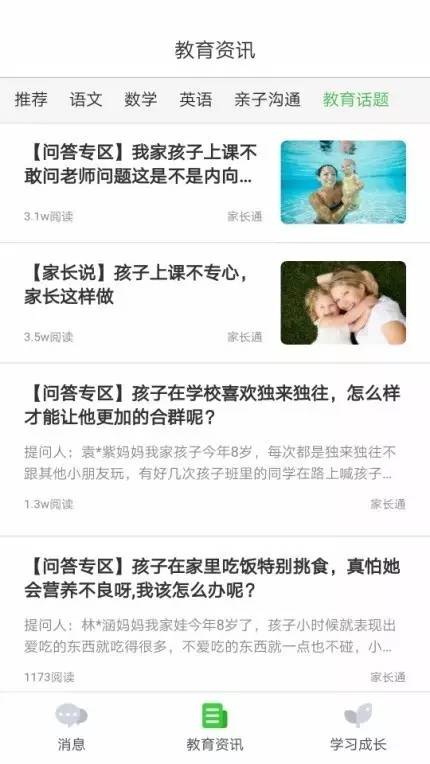 教育资讯
推荐 语文 数学 英语 亲子沟通 教育话题
【问答专区】我家孩子上课不
敢问老师问题这是不是内向...
3.1w阅读 家长通
【家长说】孩子上课不专心，
家长这样做
3.5w阅读 家长通
【问答专区】孩子在学校喜欢独来独往，怎么样
才能让他更加的合群呢？
提问人：袁*紫妈妈我家孩子今年8岁，每次都是独来独往不
跟其他小朋友玩，有好几次孩子班里的同学在路上喊孩子...
1.3w阅读 家长通
【问答专区】孩子在家里吃饭特别挑食，真怕她
会营养不良呀,我该怎么办呢？
提问人：林*涵妈妈我家娃今年8岁了，孩子小时候就表现出
爱吃的东西就吃得很多，不爱吃的东西就一点也不碰，小...
1173阅读 家长通
消息 教育资讯 学习成长